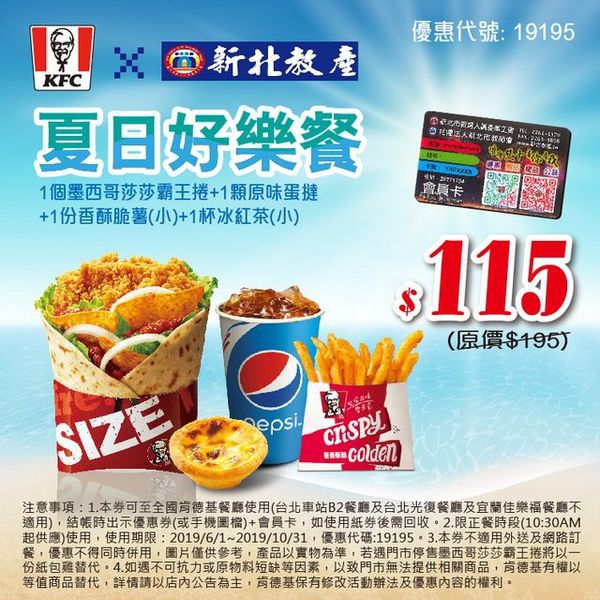 優惠代號: 19195
KFC
新北教產
夏日好樂餐
1個墨西哥莎莎霸王捲+1顆原味蛋撻
+1份香酥脆薯(小)+1杯冰紅茶(小)
會員卡
$115
(原價$195)
SIZE
pepsi
CRISPY
Golden
注意事項：1.本券可至全國肯德基餐廳使用(台北車站B2餐廳及台北光復餐廳及宜蘭佳樂福餐廳不
適用)，結帳時出示優惠券(或手機圖檔)+會員卡，如使用紙券後需回收。2.限正餐時段(10:30AM
起供應)使用，使用期限：2019/6/1~2019/10/31，優惠代碼:19195。3.本券不適用外送及網路訂
餐，優惠不得同時併用，圖片僅供參考，產品以實物為準，若遇門市停售墨西哥莎莎霸王捲將以一
份紙包雞替代。4.如遇不可抗力或原物料短缺等因素，以致門市無法提供相關商品，肯德基有權以
等值商品替代，詳情請以店內公告為主，肯德基保有修改活動辦法及優惠內容的權利。